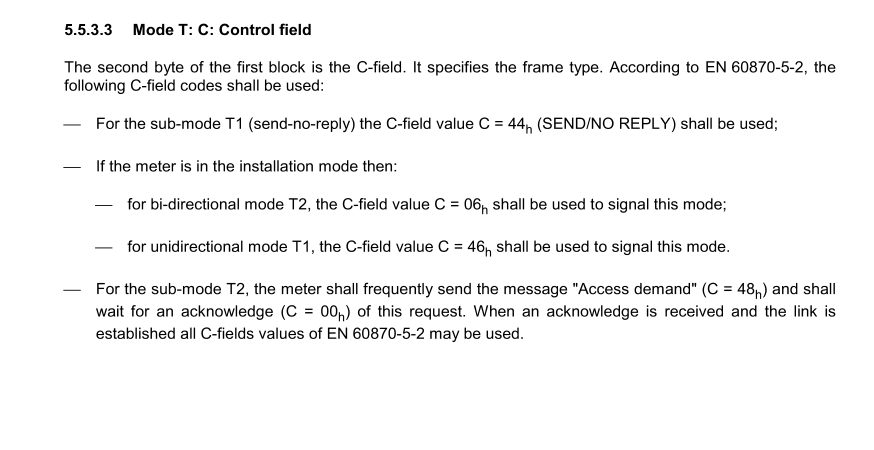 5.5.3.3 Mode T: C: Control field
The second byte of the first block is the C-field. It specifies the frame type. According to EN 60870-5-2, the
following C-field codes shall be used:
— For the sub-mode T1 (send-no-reply) the C-field value C = 44h (SEND/NO REPLY) shall be used;
— If the meter is in the installation mode then:
— for bi-directional mode T2, the C-field value C = 06h shall be used to signal this mode;
— for unidirectional mode T1, the C-field value C = 46h shall be used to signal this mode.
— For the sub-mode T2, the meter shall frequently send the message "Access demand" (C = 48h) and shall
wait for an acknowledge (C = 00h) of this request. When an acknowledge is received and the link is
established all C-fields values of EN 60870-5-2 may be used.